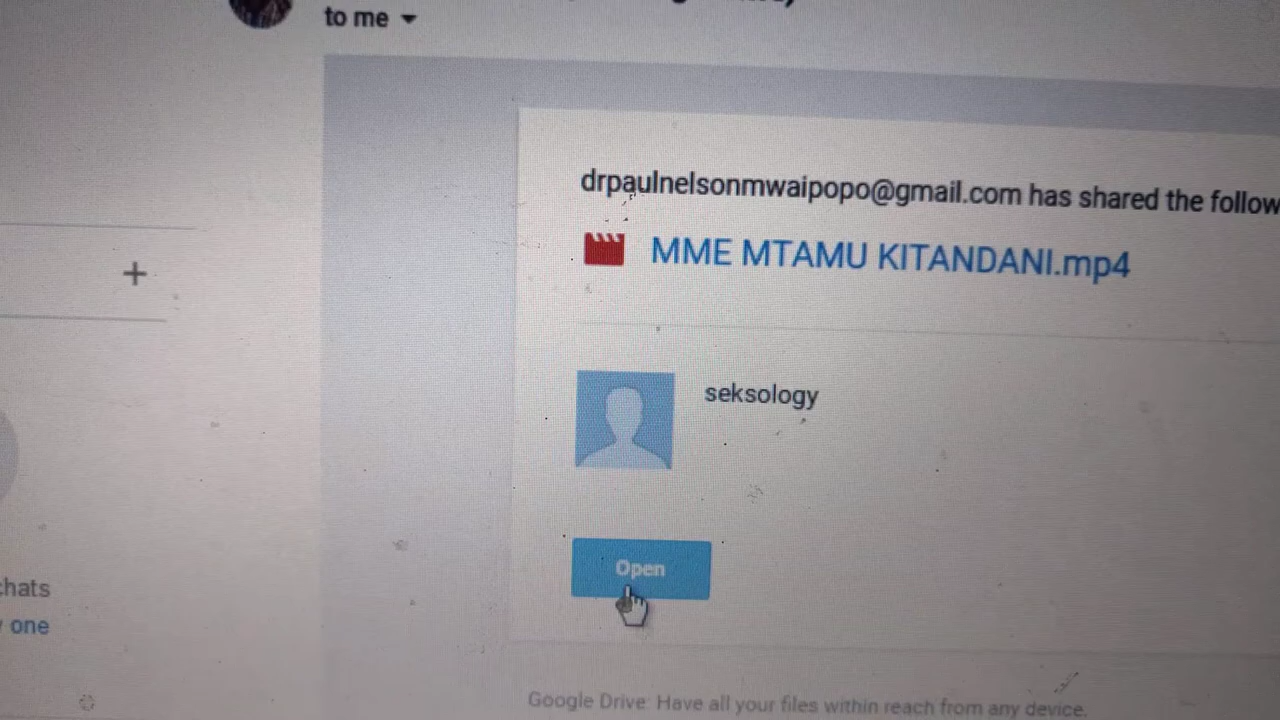 to me
drpaulnelsonmwaipopo@gmail.com has shared the follow
MME MTAMU KITANDANI.mp4
seksology
Open
chats
one
Google Drive: Have all your files within reach from any device.